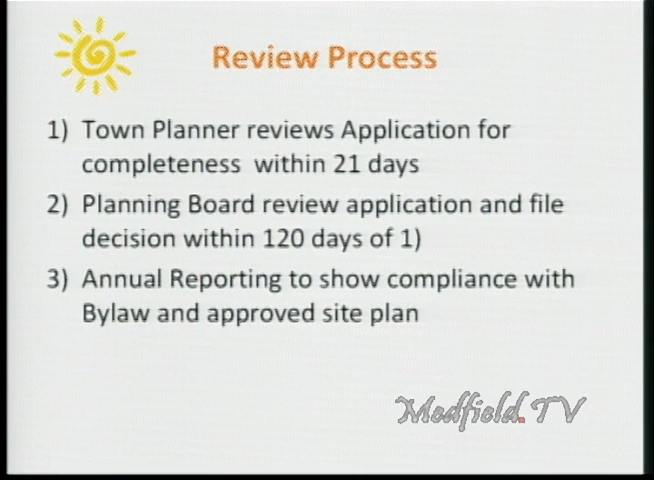 Review Process
1) Town Planner reviews Application for
completeness within 21 days
2) Planning Board review application and file
decision within 120 days of 1)
3) Annual Reporting to show compliance with
Bylaw and approved site plan
Medfield.TV